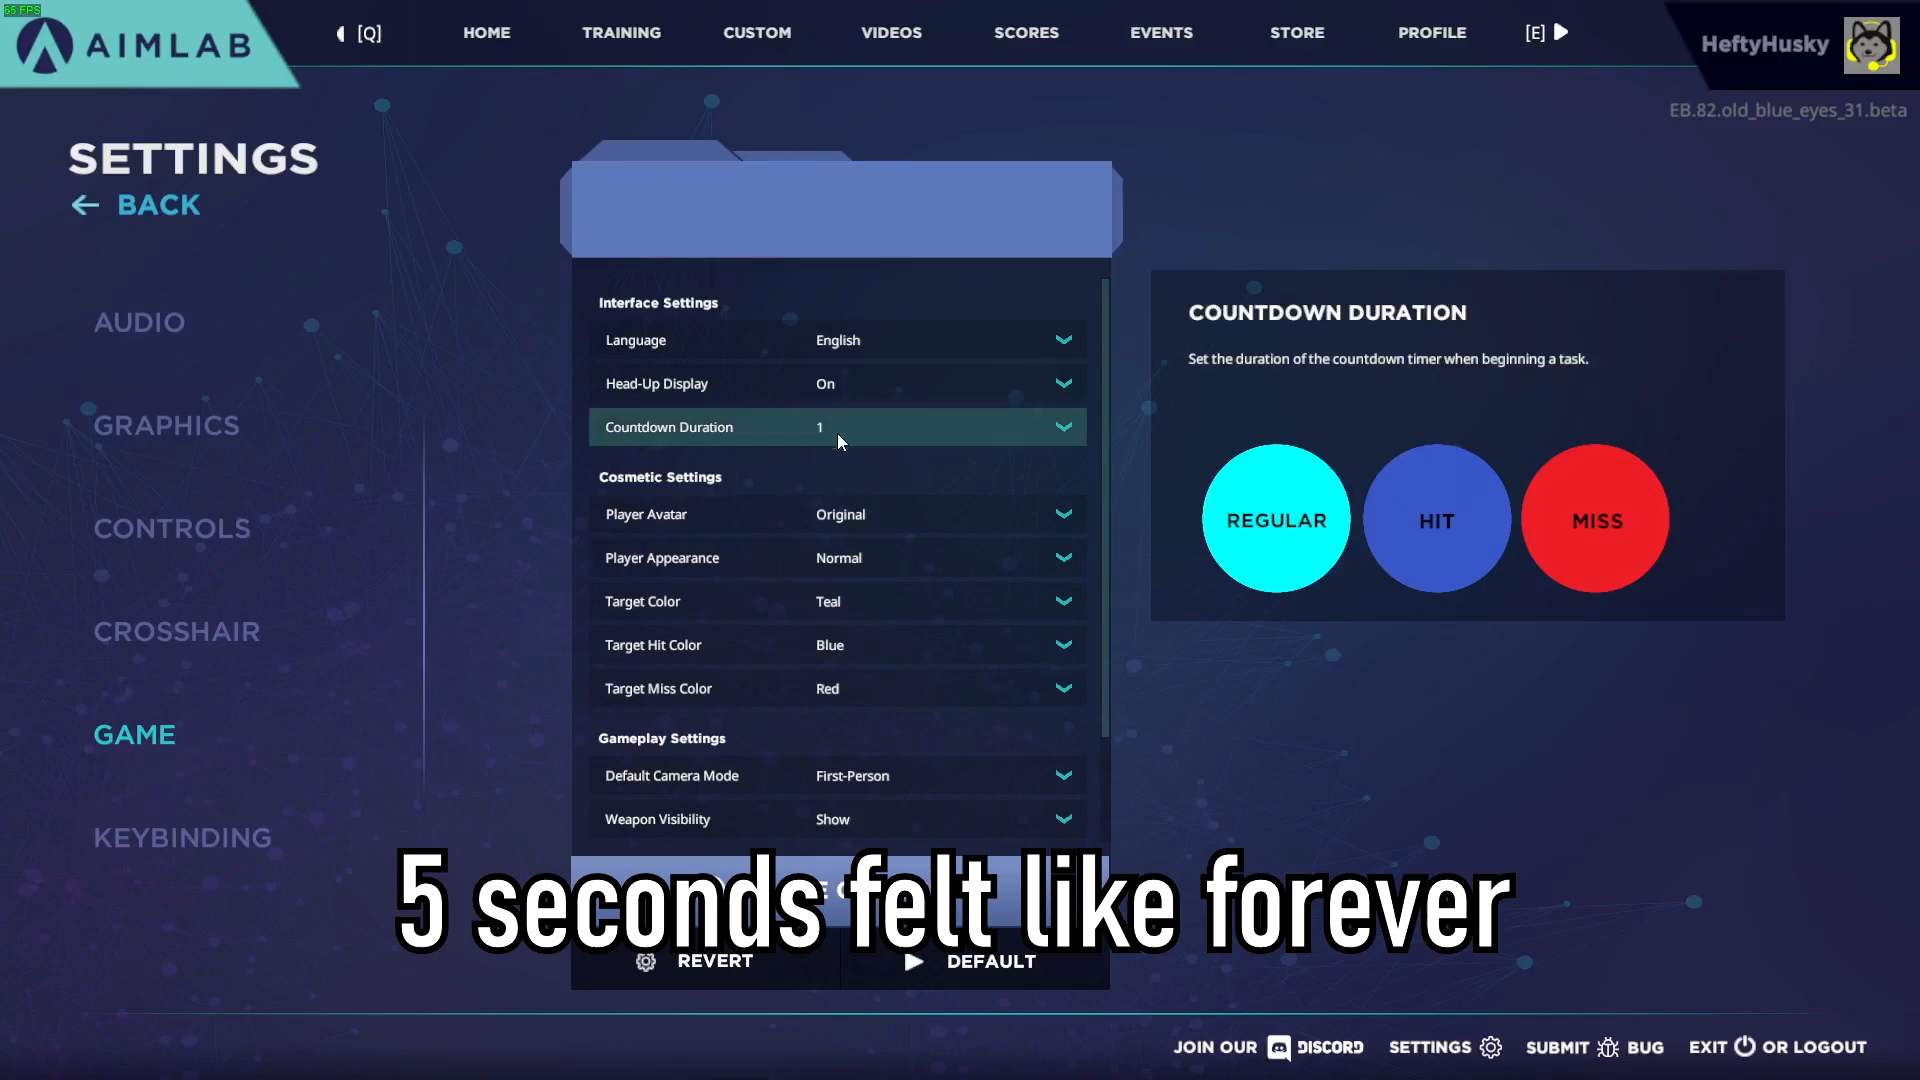 65 FPS
AIMLAB
[Q]
HOME
TRAINING
CUSTOM
VIDEOS
SCORES
EVENTS
STORE
PROFILE
[E]
HeftyHusky
EB.82.old_blue_eyes_31.beta
SETTINGS
BACK
AUDIO
GRAPHICS
CONTROLS
CROSSHAIR
GAME
KEYBINDING
Interface Settings
Language English
Head-Up Display On
Countdown Duration 1
Cosmetic Settings
Player Avatar Original
Player Appearance Normal
Target Color Teal
Target Hit Color Blue
Target Miss Color Red
Gameplay Settings
Default Camera Mode First-Person
Weapon Visibility Show
COUNTDOWN DURATION
Set the duration of the countdown timer when beginning a task.
REGULAR
HIT
MISS
5 seconds felt like forever
REVERT
DEFAULT
JOIN OUR DISCORD
SETTINGS
SUBMIT BUG
EXIT OR LOGOUT